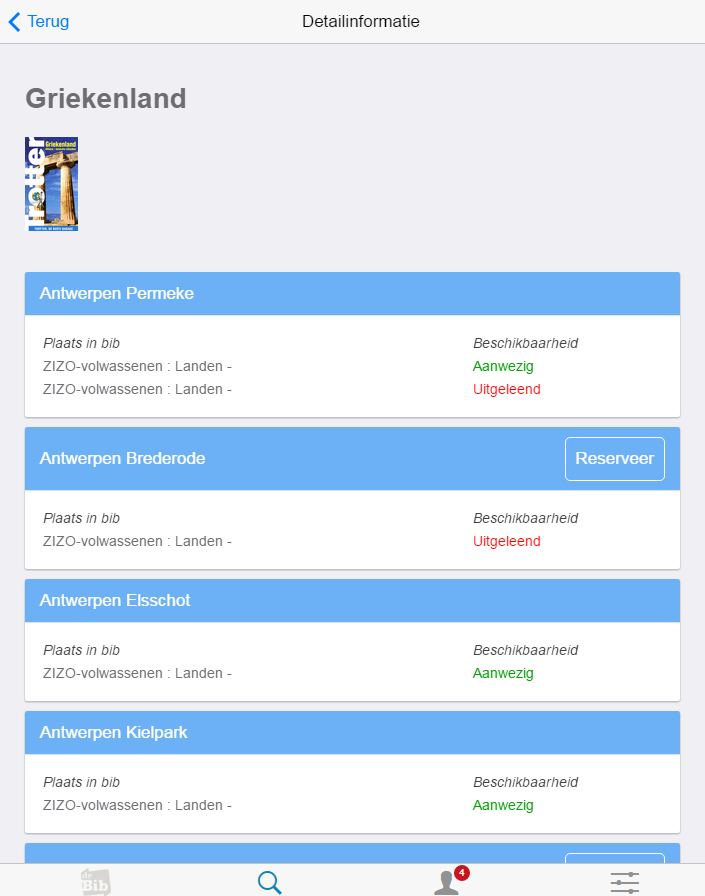 Terug
Detailinformatie
Griekenland
Trotter
Griekenland
Antwerpen Permeke
Plaats in bib Beschikbaarheid
ZIZO-volwassenen : Landen - Aanwezig
ZIZO-volwassenen : Landen - Uitgeleend
Antwerpen Brederode Reserveer
Plaats in bib Beschikbaarheid
ZIZO-volwassenen : Landen - Uitgeleend
Antwerpen Elsschot
Plaats in bib Beschikbaarheid
ZIZO-volwassenen : Landen - Aanwezig
Antwerpen Kielpark
Plaats in bib Beschikbaarheid
ZIZO-volwassenen : Landen - Aanwezig
de Bib
4